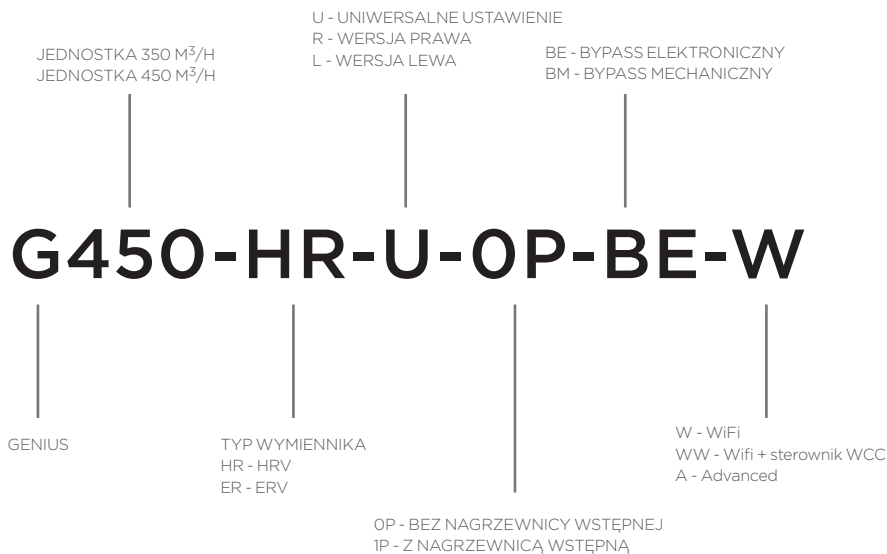 U - UNIWERSALNE USTAWIENIE
R - WERSJA PRAWA
L - WERSJA LEWA
JEDNOSTKA 350 M³/H
JEDNOSTKA 450 M³/H
BE - BYPASS ELEKTRONICZNY
BM - BYPASS MECHANICZNY
G450-HR-U-0P-BE-W
GENIUS
TYP WYMIENNIKA
HR - HRV
ER - ERV
W - WiFi
WW - Wifi + sterownik WCC
A - Advanced
0P - BEZ NAGRZEWNICY WSTĘPNEJ
1P - Z NAGRZEWNICĄ WSTĘPNĄ